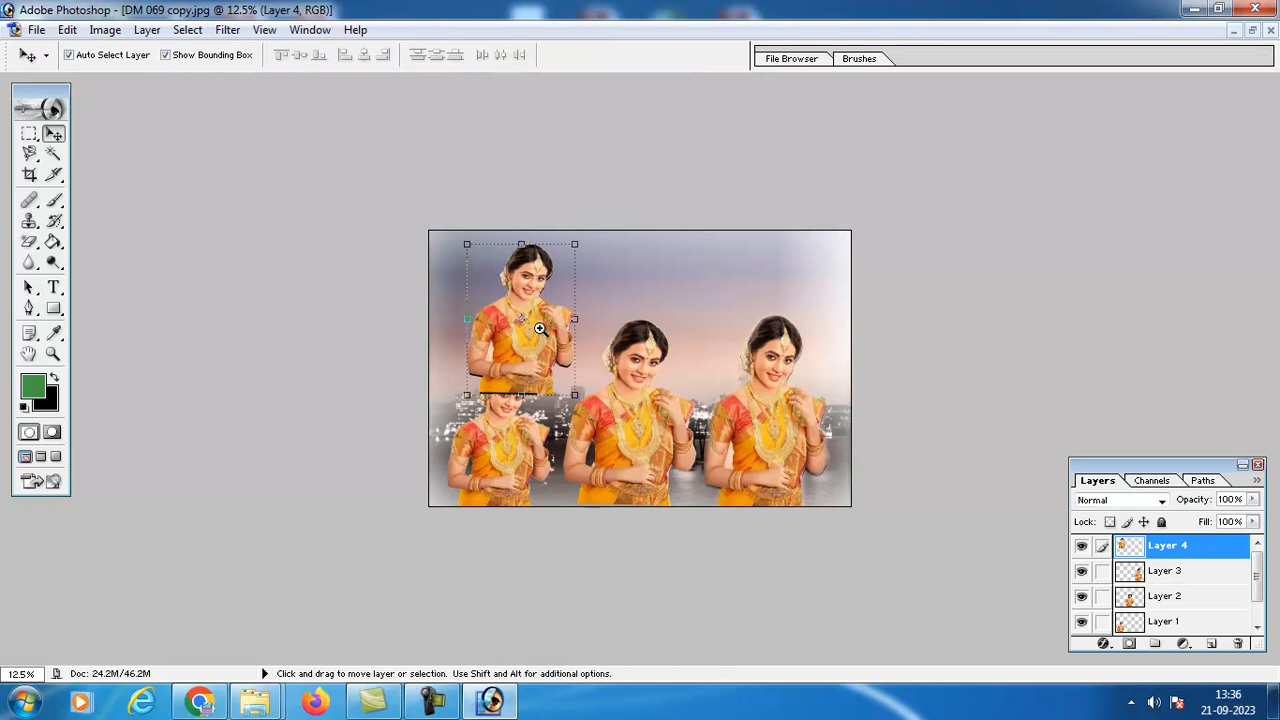 Adobe Photoshop - [DM 069 copy.jpg @ 12.5% (Layer 4, RGB)]
File Edit Image Layer Select Filter View Window Help
Auto Select Layer Show Bounding Box File Browser Brushes
T
Layers Channels Paths
Normal Opacity: 100%
Lock: Fill: 100%
Layer 4
Layer 3
Layer 2
Layer 1
12.5% Doc: 24.2M/46.2M Click and drag to move layer or selection. Use Shift and Alt for additional options.
13:36
21-09-2023